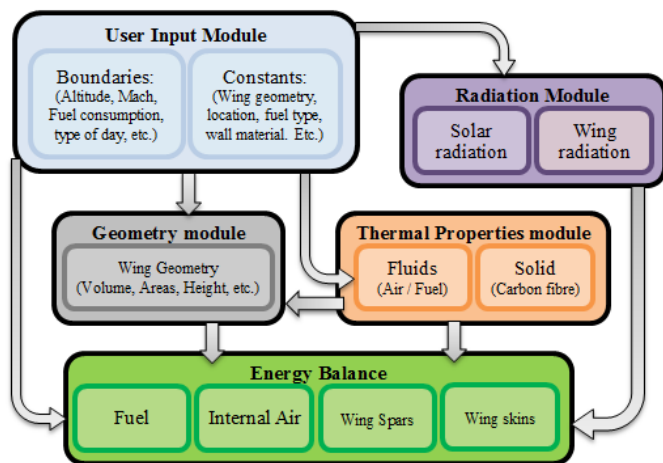 User Input Module
Boundaries:
(Altitude, Mach,
Fuel consumption,
type of day, etc.)
Constants:
(Wing geometry,
location, fuel type,
wall material. Etc.)
Radiation Module
Solar
radiation
Wing
radiation
Geometry module
Wing Geometry
(Volume, Areas, Height, etc.)
Thermal Properties module
Fluids
(Air / Fuel)
Solid
(Carbon fibre)
Energy Balance
Fuel
Internal Air
Wing Spars
Wing skins